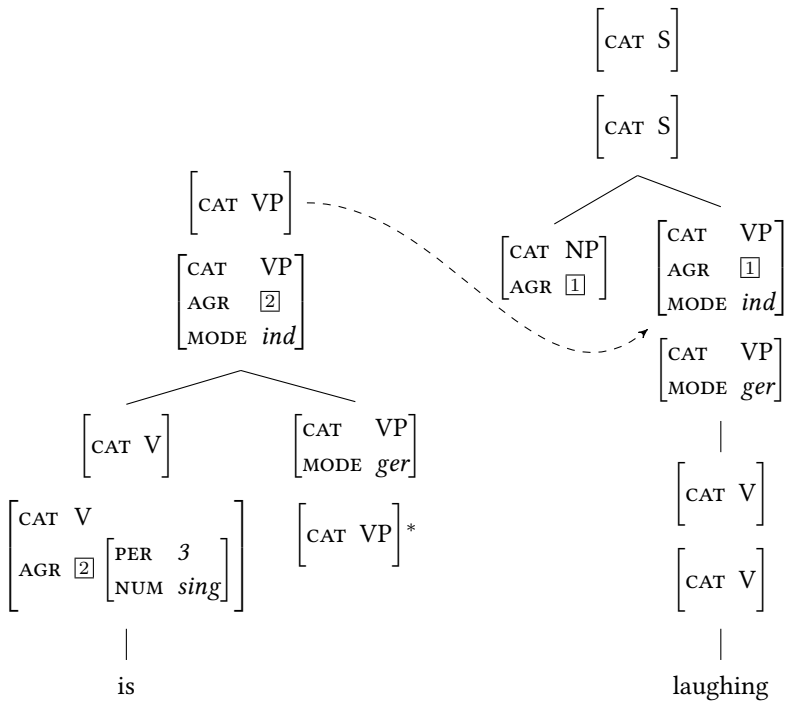 CAT S
CAT S
CAT VP
CAT NP
AGR 1
CAT VP
AGR 1
MODE ind
CAT VP
AGR 2
MODE ind
CAT VP
MODE ger
CAT V
CAT VP
MODE ger
CAT V
CAT V
AGR 2 PER 3
NUM sing
CAT VP *
CAT V
is
laughing